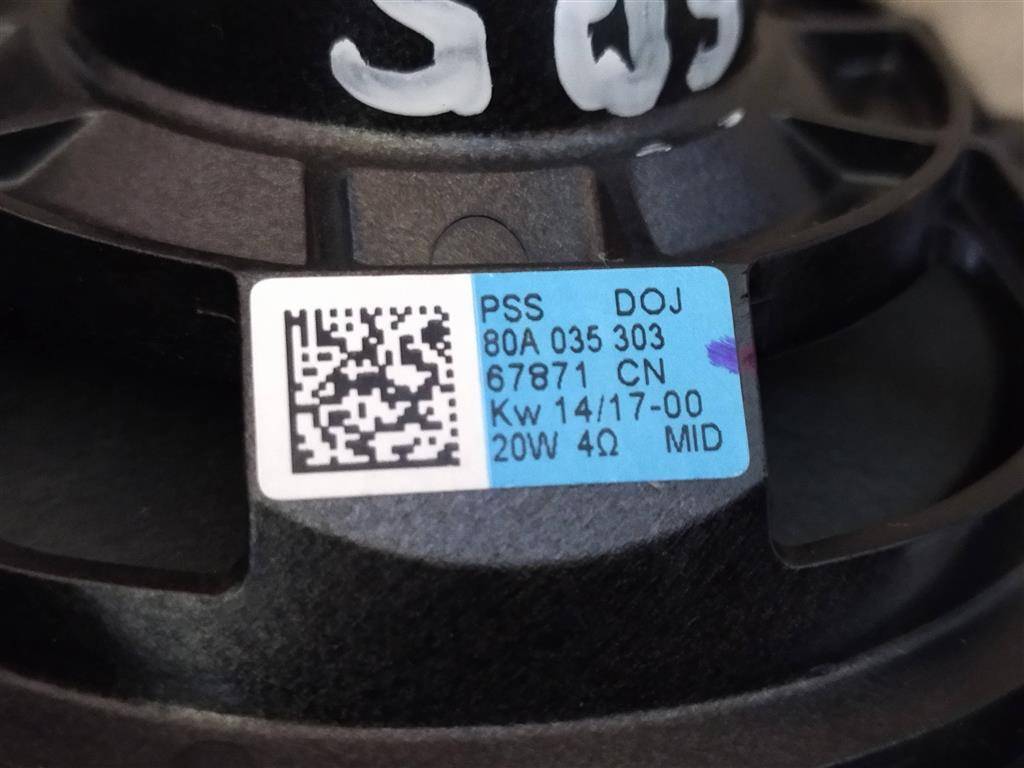 PSS DOJ
80A 035 303
67871 CN
Kw 14/17-00
20W 4Ω MID